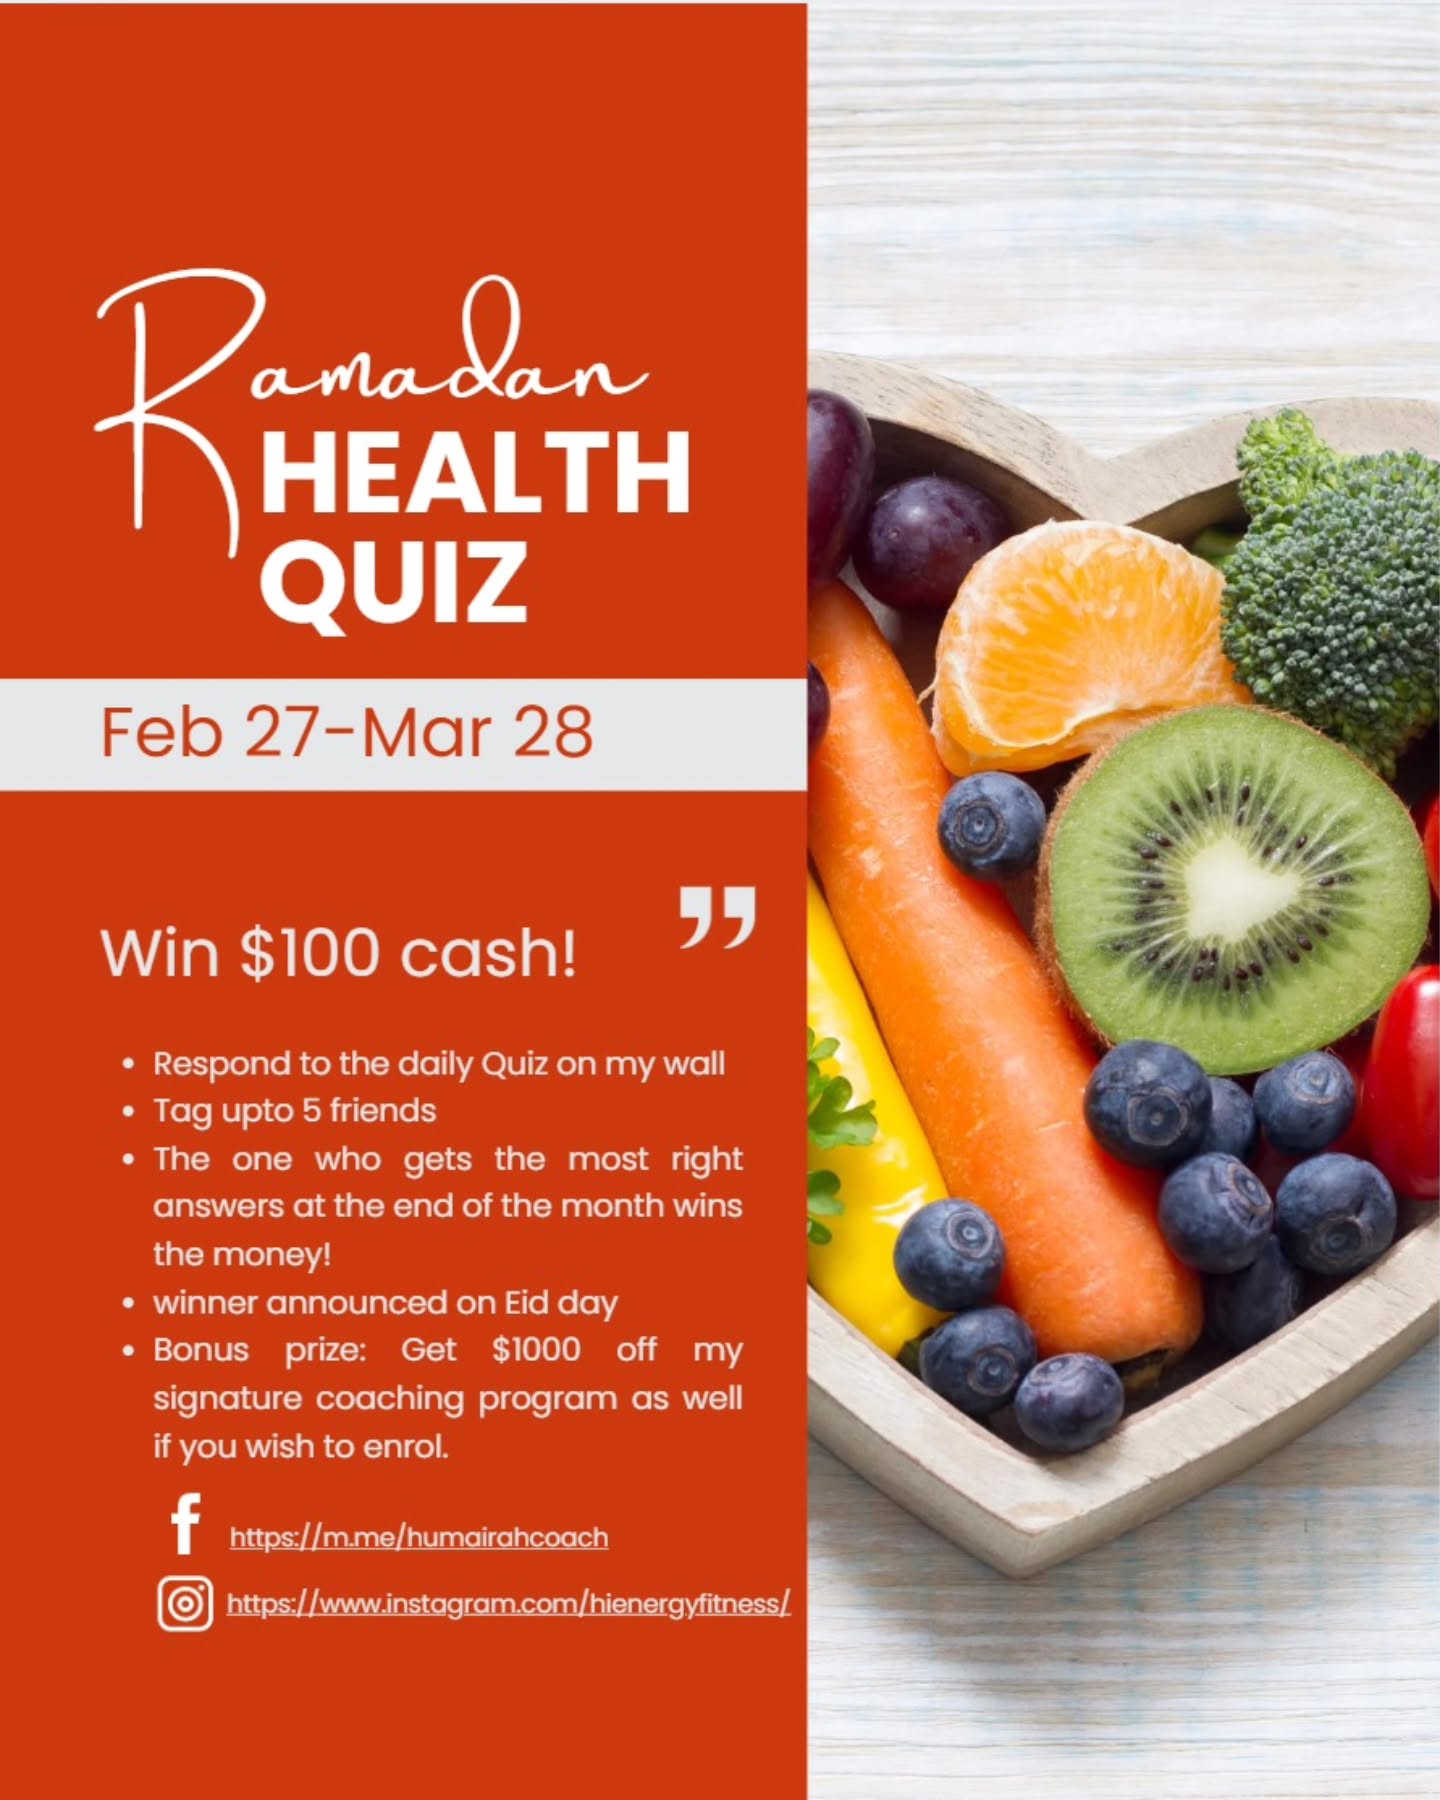 Ramadan
HEALTH
QUIZ
Feb 27-Mar 28
”
Win $100 cash!
• Respond to the daily Quiz on my wall
• Tag upto 5 friends
• The one who gets the most right
answers at the end of the month wins
the money!
• winner announced on Eid day
• Bonus prize: Get $1000 off my
signature coaching program as well
if you wish to enrol.
https://m.me/humairahcoach
https://www.instagram.com/hienergyfitness/